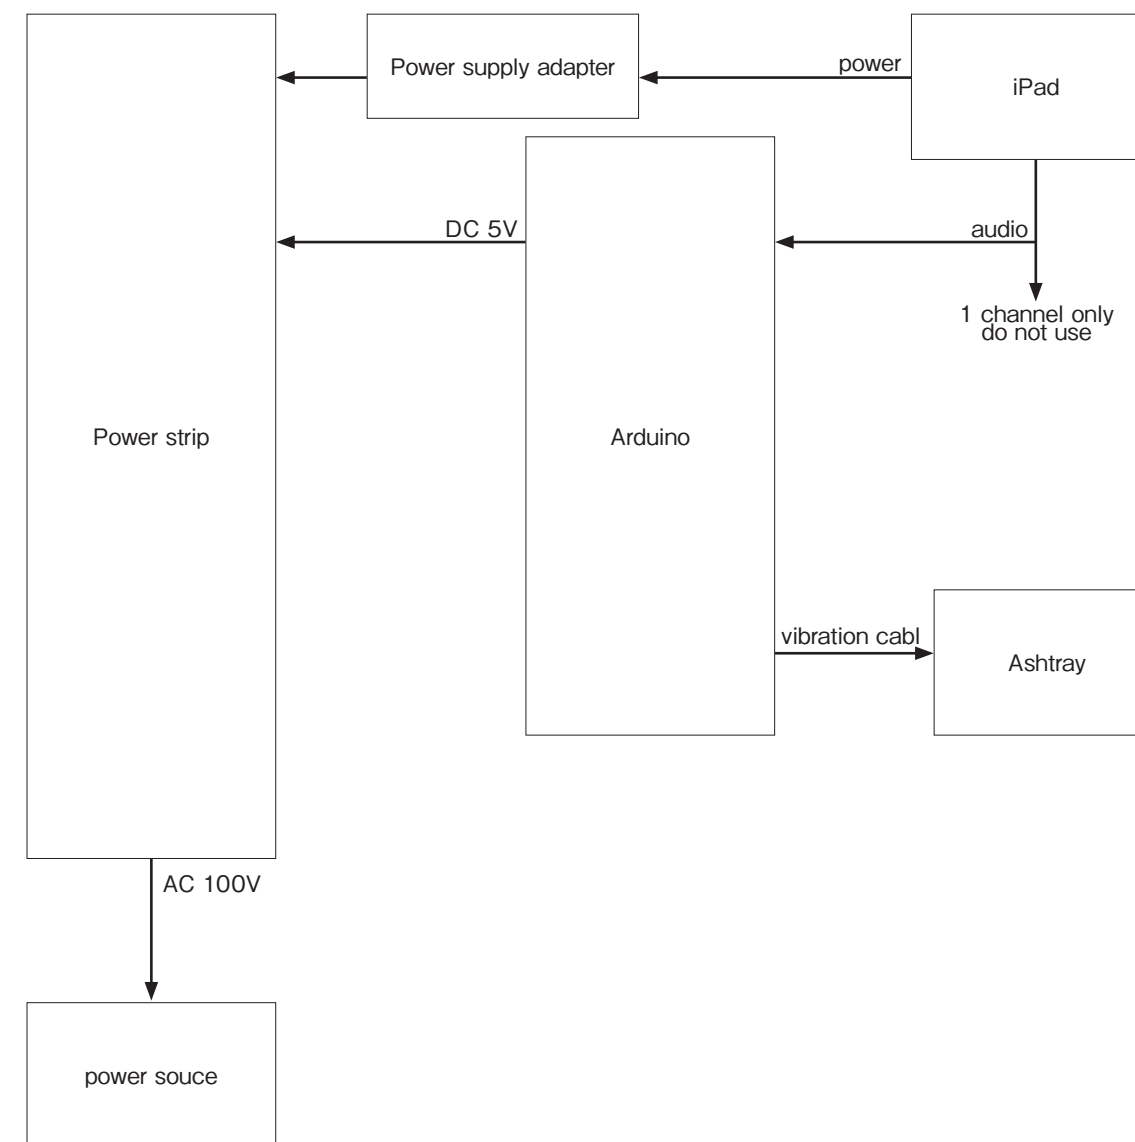 Power supply adapter
power
iPad
DC 5V
audio
1 channel only
do not use
Power strip
Arduino
vibration cabl
Ashtray
AC 100V
power souce